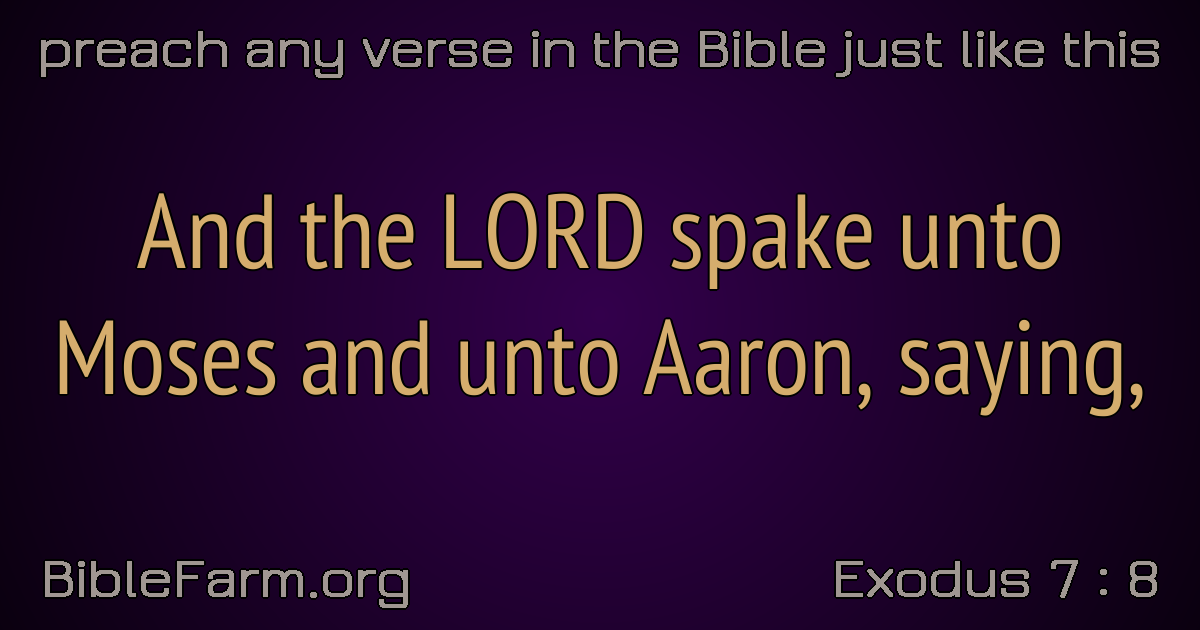 preach any verse in the Bible just like this
And the LORD spake unto
Moses and unto Aaron, saying,
BibleFarm.org
Exodus 7 : 8